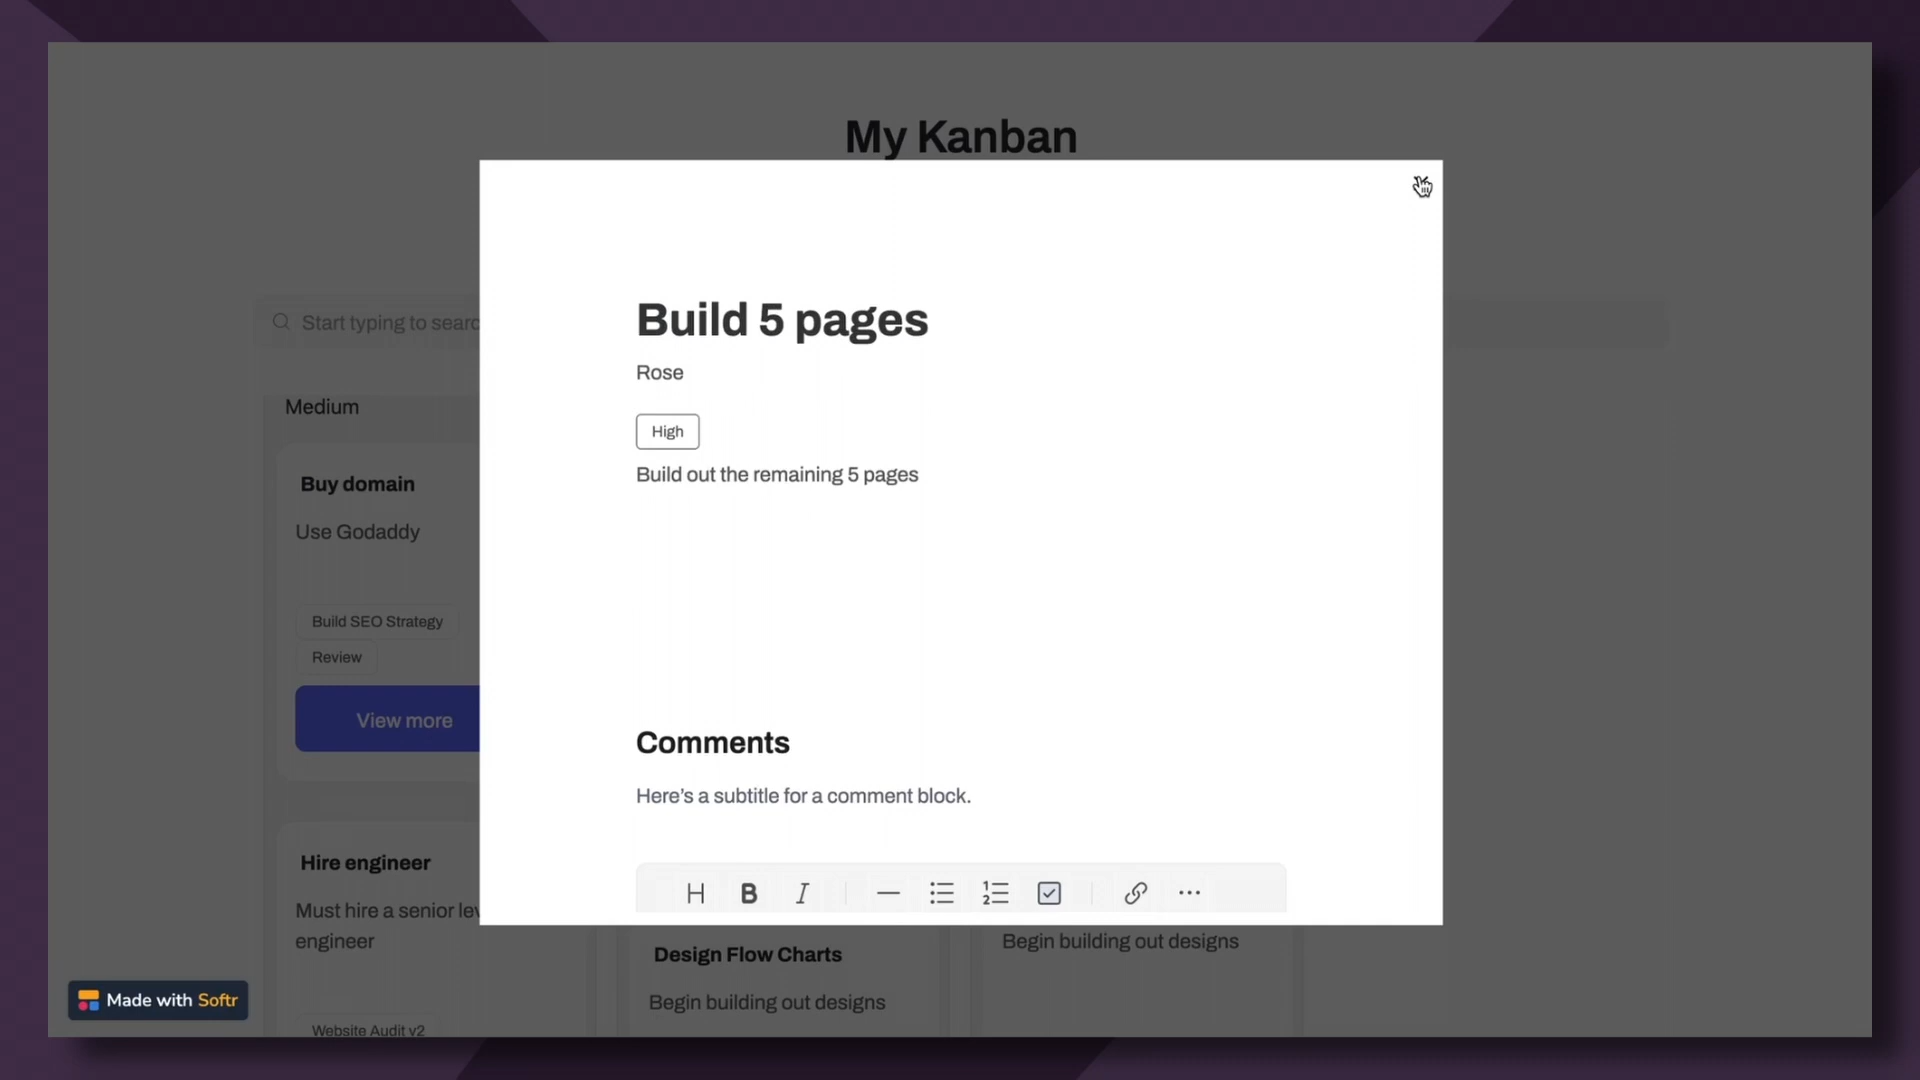 My Kanban
Start typing to searc
Medium
Buy domain
Use Godaddy
Build SEO Strategy
Review
View more
Hire engineer
Must hire a senior lev
engineer
Website Audit v2
Build 5 pages
Rose
High
Build out the remaining 5 pages
Comments
Here's a subtitle for a comment block.
H B I
Design Flow Charts
Begin building out designs
Begin building out designs
Made with Softr